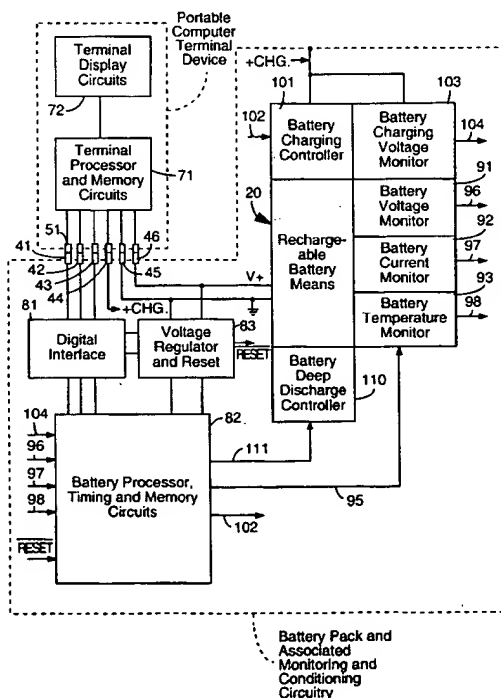 Portable
Computer
Terminal
Device
Terminal
Display
Circuits
72
Terminal
Processor
and Memory
Circuits
71
51
41
42
43
44
46
45
+CHG.
101
103
102
Battery
Charging
Controller
Battery
Charging
Voltage
Monitor
104
91
20
Recharge-
able
Battery
Means
Battery
Voltage
Monitor
96
92
Battery
Current
Monitor
97
93
Battery
Temperature
Monitor
98
V+
+CHG.
81
Digital
Interface
Voltage
Regulator
and Reset
83
RESET
Battery
Deep
Discharge
Controller
110
82
104
96
97
98
RESET
Battery Processor,
Timing and Memory
Circuits
111
95
102
Battery Pack and
Associated
Monitoring and
Conditioning
Circuitry